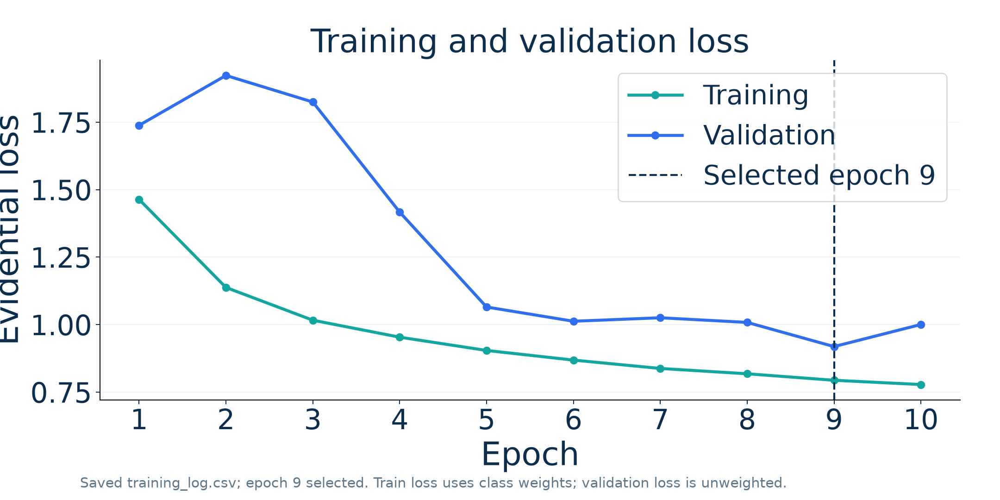 Training and validation loss
Training
Validation
Selected epoch 9
Evidential loss
1.75
1.50
1.25
1.00
0.75
1 2 3 4 5 6 7 8 9 10
Epoch
Saved training_log.csv; epoch 9 selected. Train loss uses class weights; validation loss is unweighted.